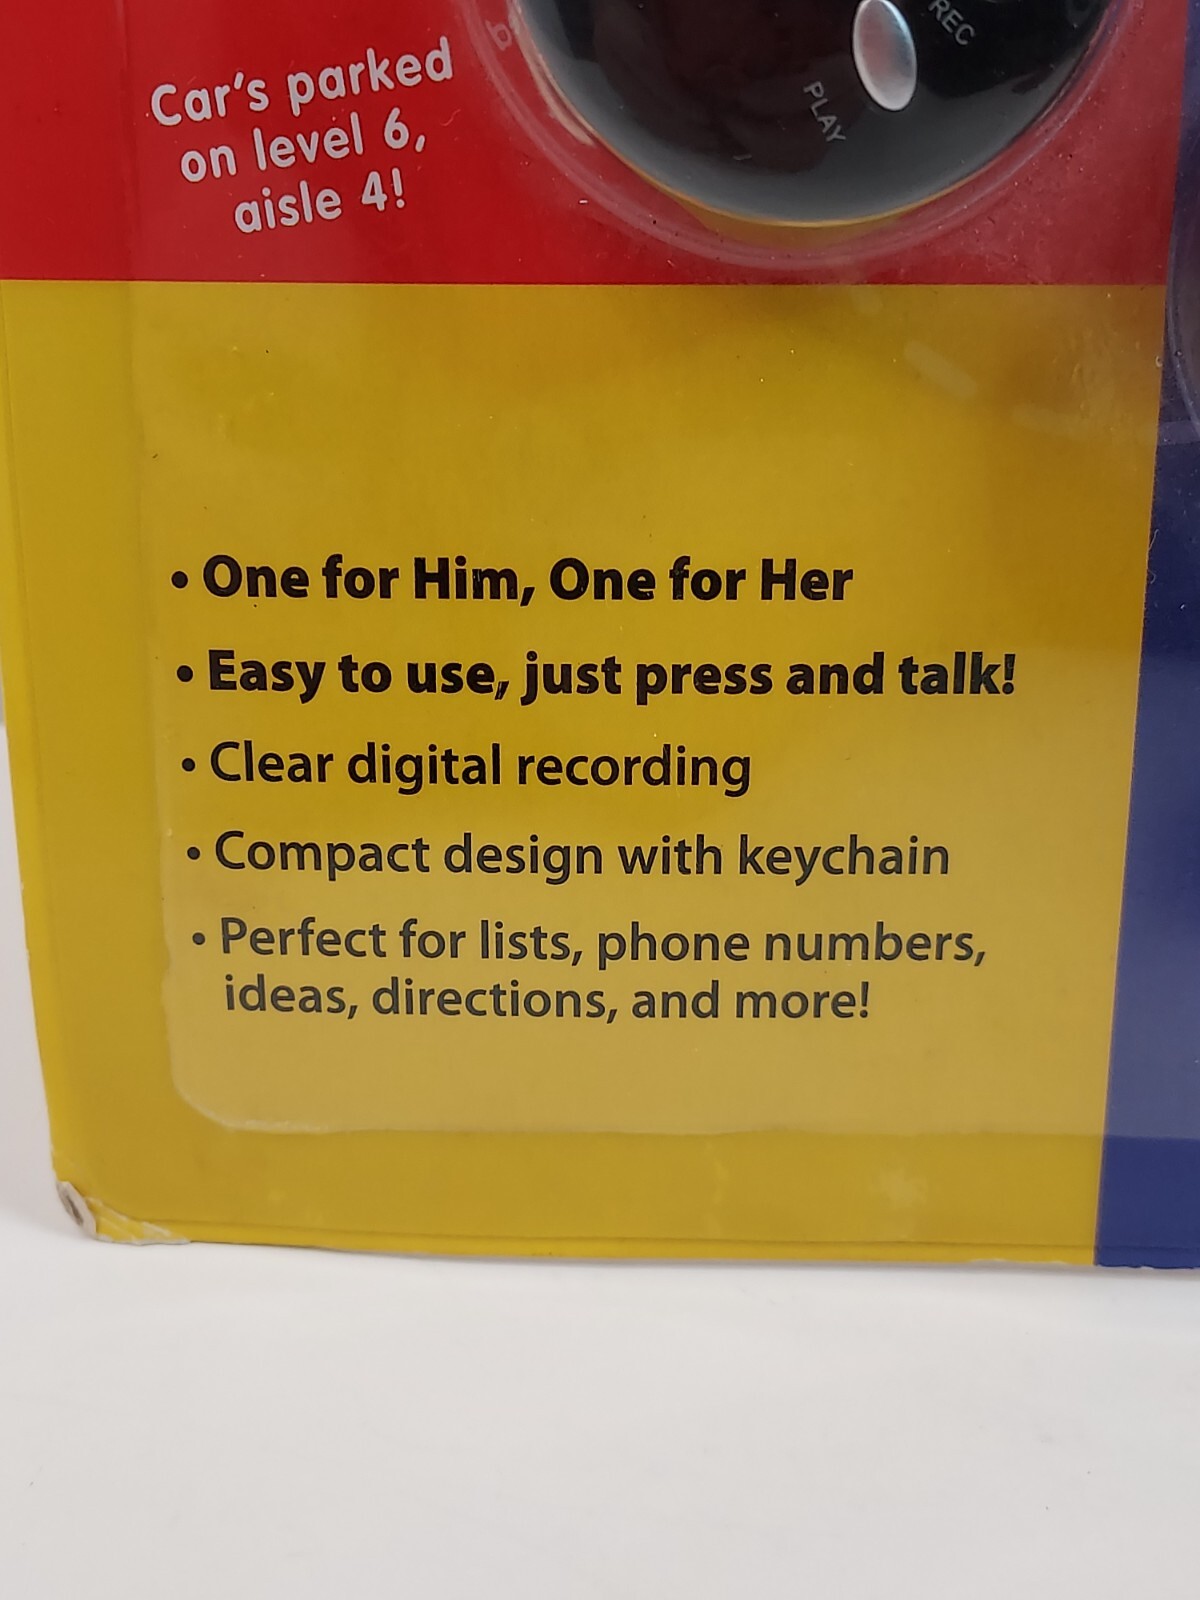 Car's parked
on level 6,
aisle 4!
REC
PLAY
• One for Him, One for Her
• Easy to use, just press and talk!
• Clear digital recording
• Compact design with keychain
• Perfect for lists, phone numbers,
ideas, directions, and more!